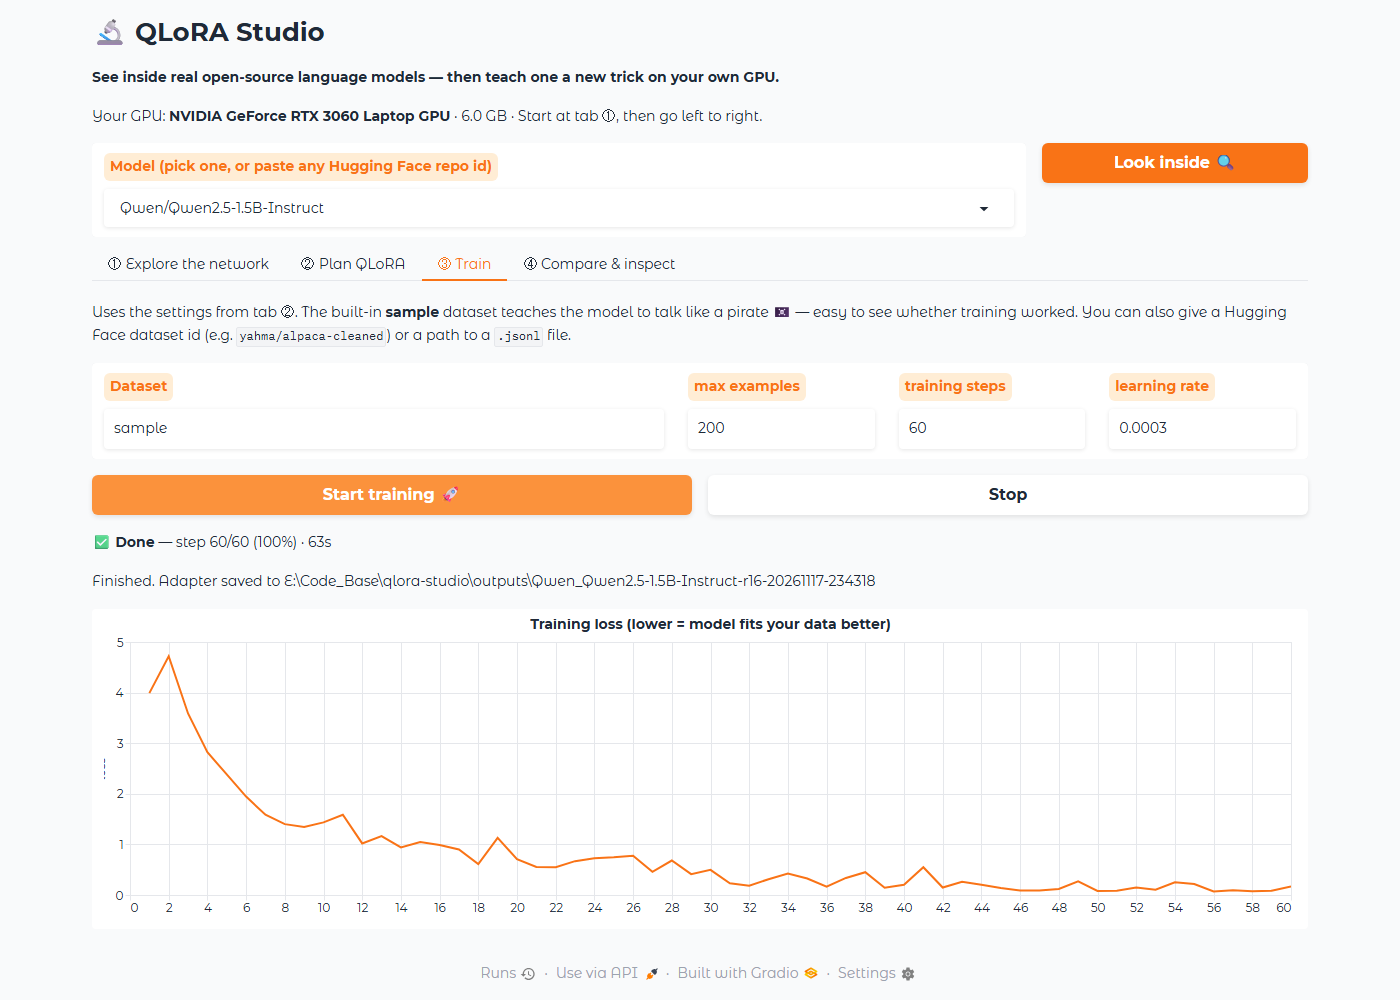 QLoRA Studio
See inside real open-source language models — then teach one a new trick on your own GPU.
Your GPU: NVIDIA GeForce RTX 3060 Laptop GPU · 6.0 GB · Start at tab ①, then go left to right.
Model (pick one, or paste any Hugging Face repo id)
Look inside 🔍
Qwen/Qwen2.5-1.5B-Instruct
① Explore the network ② Plan QLoRA ③ Train ④ Compare & inspect
Uses the settings from tab ②. The built-in sample dataset teaches the model to talk like a pirate — easy to see whether training worked. You can also give a Hugging
Face dataset id (e.g. yahma/alpaca-cleaned) or a path to a .jsonl file.
Dataset max examples training steps learning rate
sample 200 60 0.0003
Start training 🚀 Stop
✅ Done — step 60/60 (100%) · 63s
Finished. Adapter saved to E:\Code_Base\qlora-studio\outputs\Qwen_Qwen2.5-1.5B-Instruct-r16-20261117-234318
Training loss (lower = model fits your data better)
5
4
3
2
1
0
0 2 4 6 8 10 12 14 16 18 20 22 24 26 28 30 32 34 36 38 40 42 44 46 48 50 52 54 56 58 60
Runs · Use via API · Built with Gradio · Settings